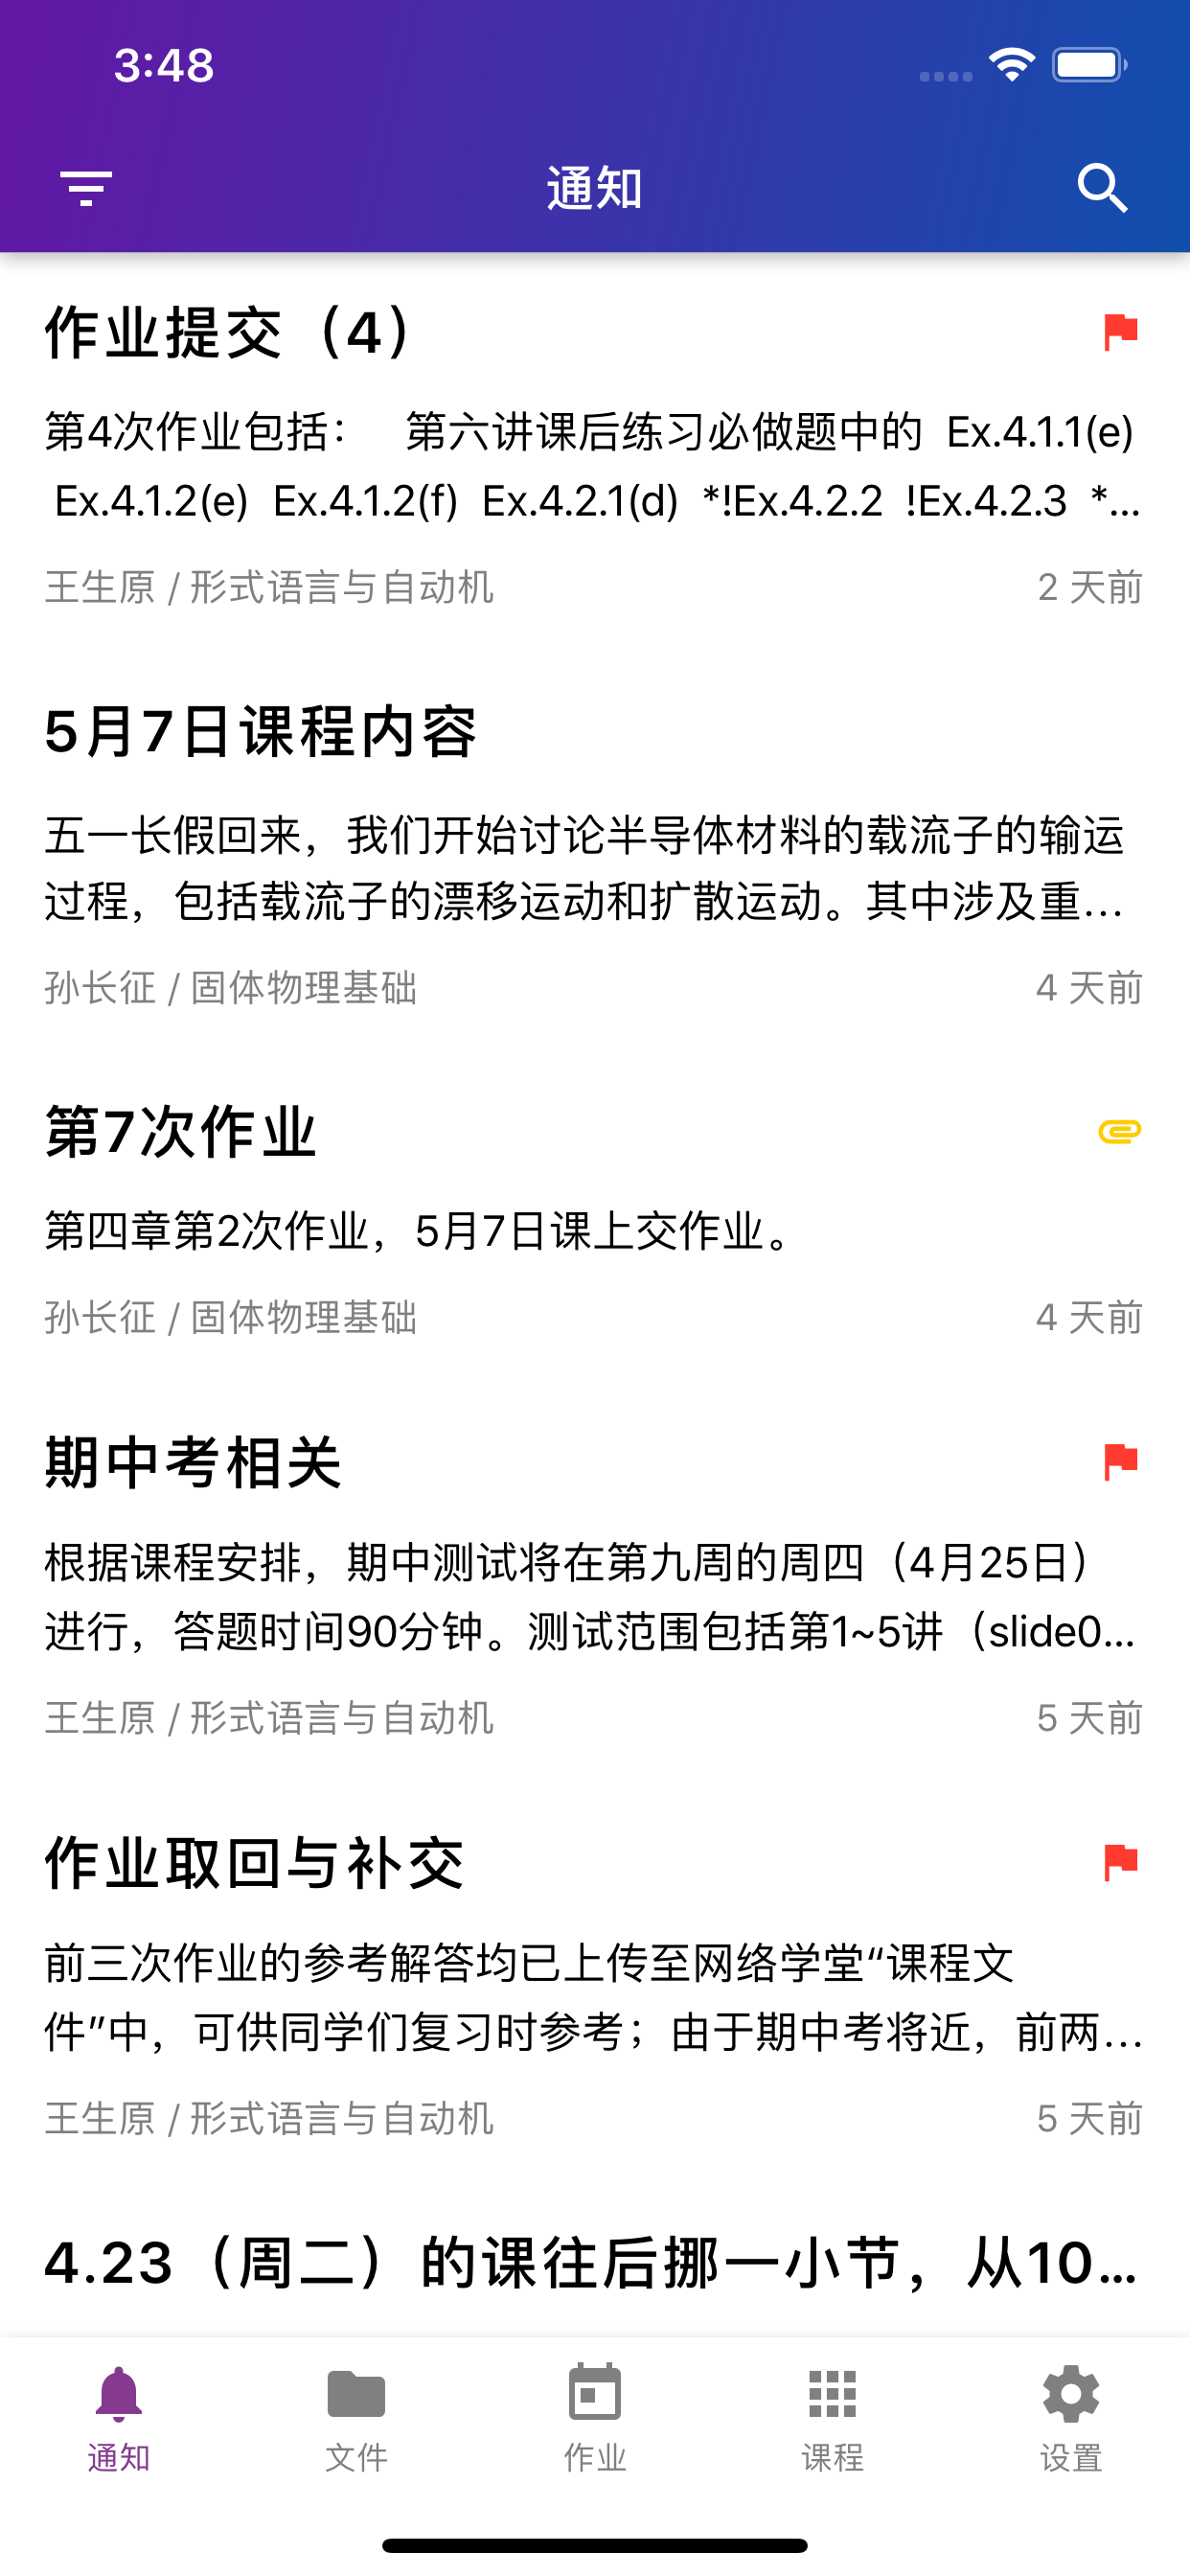 3:48
通知
作业提交（4）
第4次作业包括： 第六讲课后练习必做题中的 Ex.4.1.1(e)
Ex.4.1.2(e) Ex.4.1.2(f) Ex.4.2.1(d) *!Ex.4.2.2 !Ex.4.2.3 *...
王生原 / 形式语言与自动机
2 天前
5月7日课程内容
五一长假回来，我们开始讨论半导体材料的载流子的输运
过程，包括载流子的漂移运动和扩散运动。其中涉及重...
孙长征 / 固体物理基础
4 天前
第7次作业
第四章第2次作业，5月7日课上交作业。
孙长征 / 固体物理基础
4 天前
期中考相关
根据课程安排，期中测试将在第九周的周四（4月25日）
进行，答题时间90分钟。测试范围包括第1~5讲（slide0...
王生原 / 形式语言与自动机
5 天前
作业取回与补交
前三次作业的参考解答均已上传至网络学堂“课程文
件”中，可供同学们复习时参考；由于期中考将近，前两...
王生原 / 形式语言与自动机
5 天前
4.23（周二）的课往后挪一小节，从10...
通知
文件
作业
课程
设置